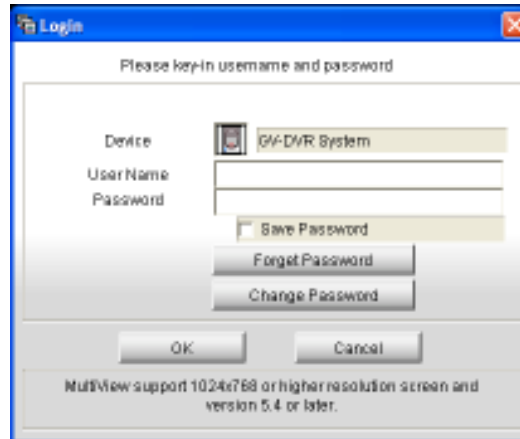 Login
Please key-in username and password
Device GV-DVR System
User Name
Password
Save Password
Forget Password
Change Password
OK Cancel
MultiView support 1024x768 or higher resolution screen and
version 5.4 or later.